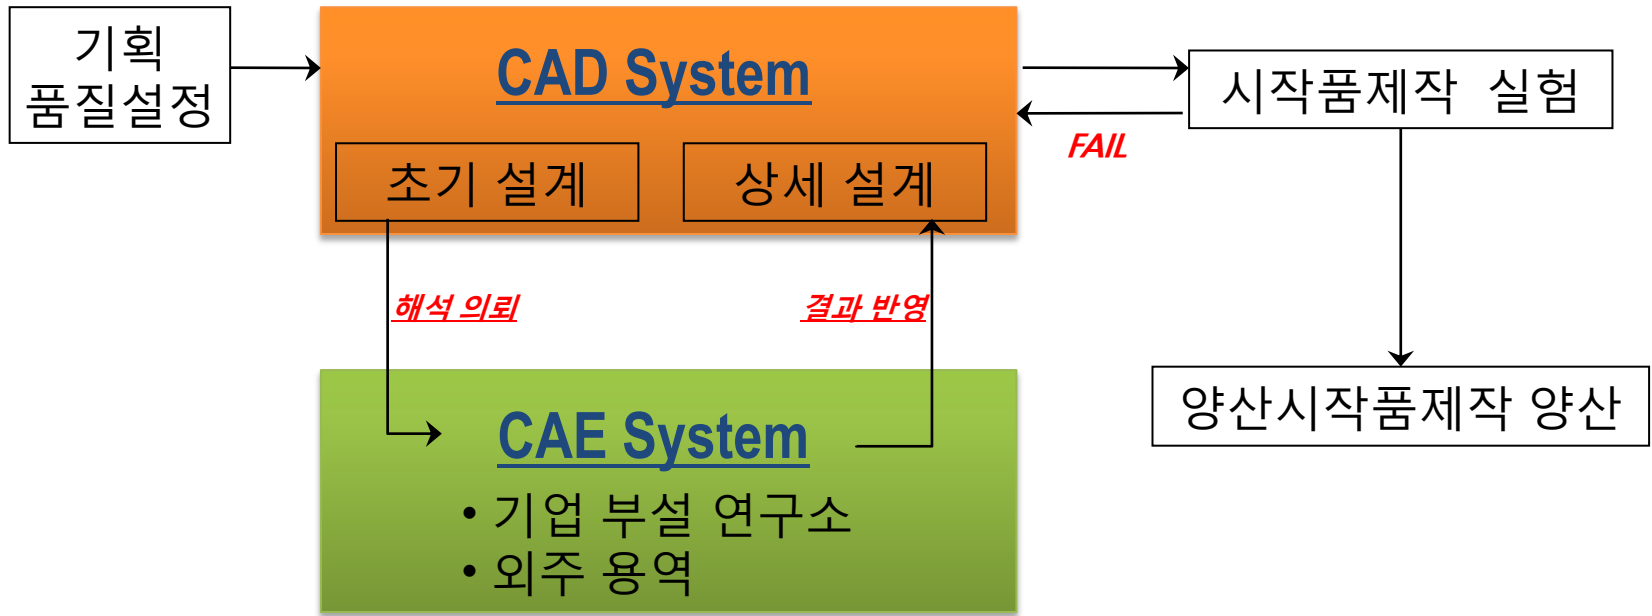 기획
품질설정
CAD System
초기 설계
상세 설계
시작품제작 실험
FAIL
해석 의뢰
결과 반영
CAE System
• 기업 부설 연구소
• 외주 용역
양산시작품제작 양산